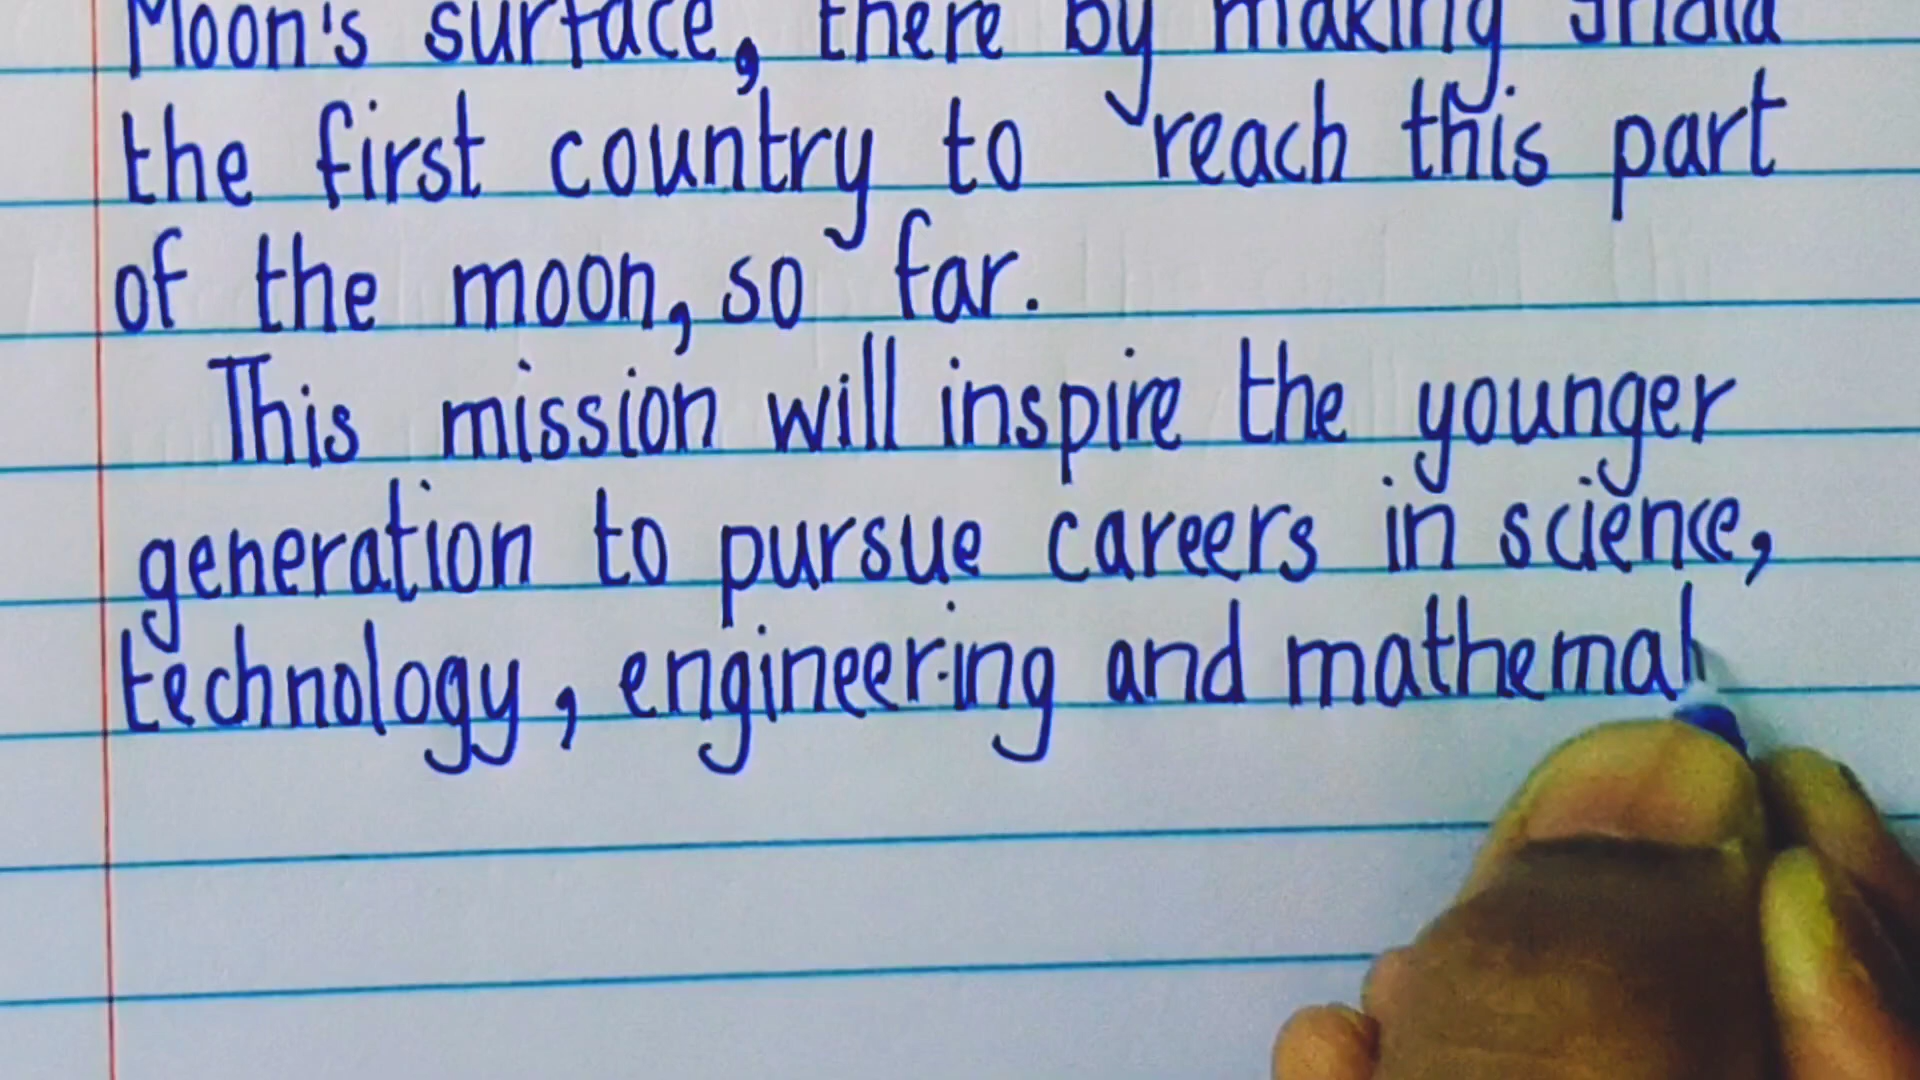 Moon's surface, there by making India
the first country to reach this part
of the moon, so far.
This mission will inspire the younger
generation to pursue careers in science,
technology, engineering and